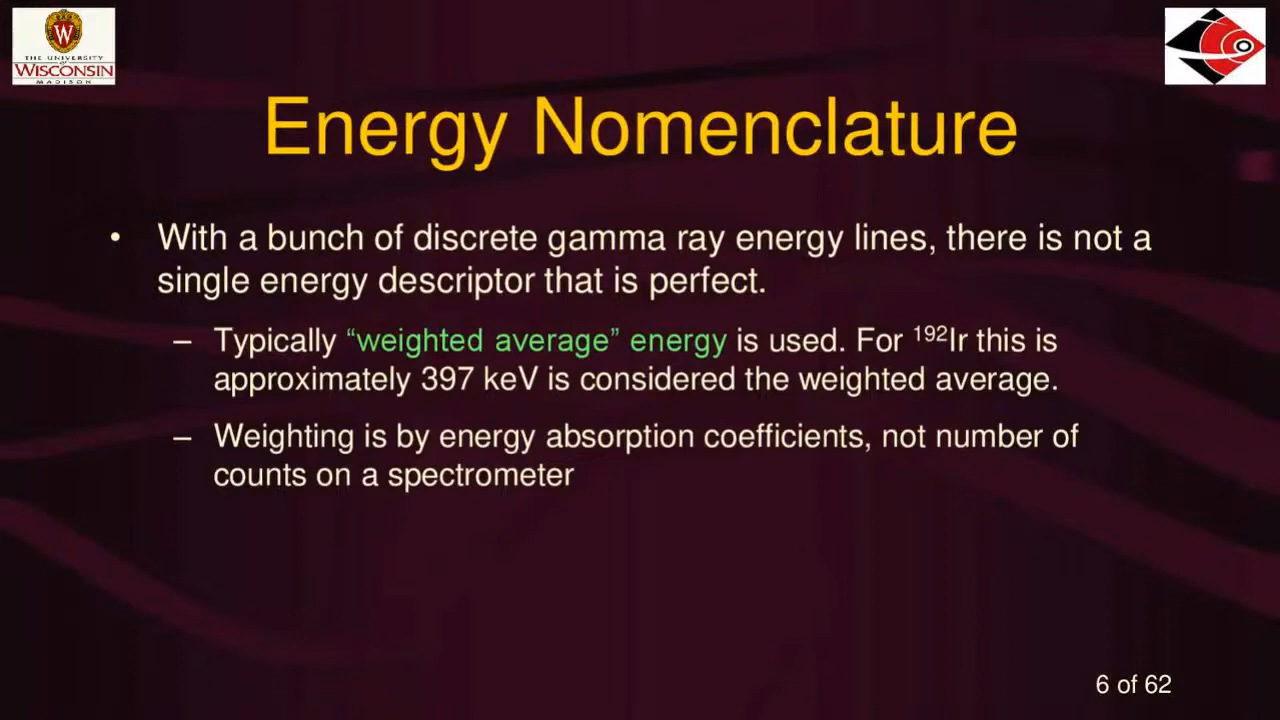 THE UNIVERSITY
of
WISCONSIN
MADISON
Energy Nomenclature
• With a bunch of discrete gamma ray energy lines, there is not a
single energy descriptor that is perfect.
– Typically “weighted average” energy is used. For ¹⁹²Ir this is
approximately 397 keV is considered the weighted average.
– Weighting is by energy absorption coefficients, not number of
counts on a spectrometer
6 of 62